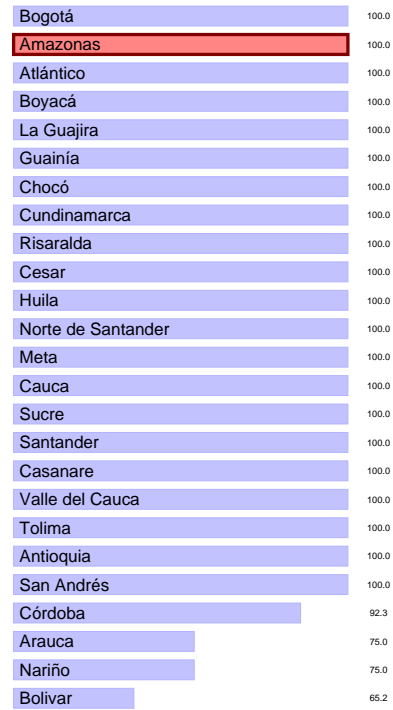 Bogotá 100.0
Amazonas 100.0
Atlántico 100.0
Boyacá 100.0
La Guajira 100.0
Guainía 100.0
Chocó 100.0
Cundinamarca 100.0
Risaralda 100.0
Cesar 100.0
Huila 100.0
Norte de Santander 100.0
Meta 100.0
Cauca 100.0
Sucre 100.0
Santander 100.0
Casanare 100.0
Valle del Cauca 100.0
Tolima 100.0
Antioquia 100.0
San Andrés 100.0
Córdoba 92.3
Arauca 75.0
Nariño 75.0
Bolivar 65.2